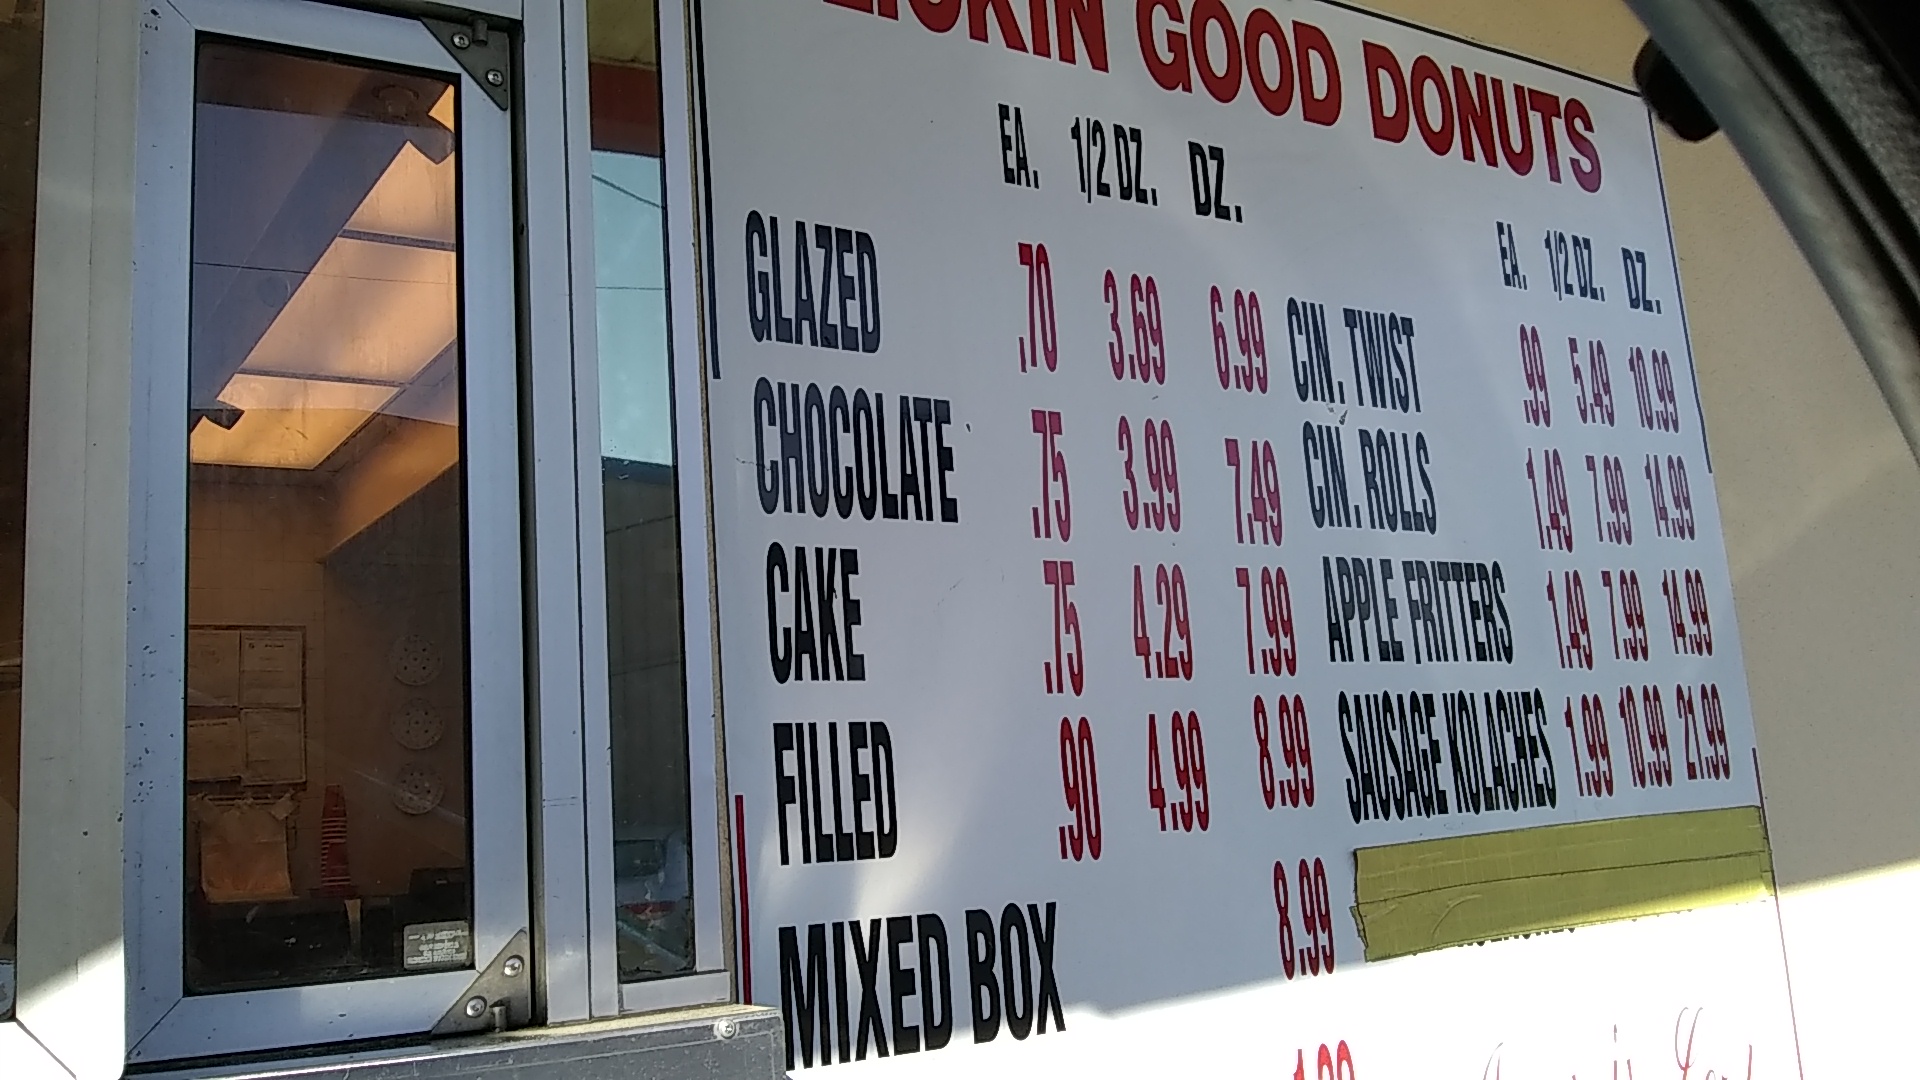 GOOD DONUTS
EA. 1/2 DZ. DZ.
GLAZED .70 3.69 6.99
CHOCOLATE .75 3.99 7.49
CAKE .75 4.29 7.99
FILLED .90 4.99 8.99
MIXED BOX 8.99
EA. 1/2 DZ. DZ.
CIN. TWIST .99 5.49 10.99
CIN. ROLLS 1.49 7.99 14.99
APPLE FRITTERS 1.49 7.99 14.99
SAUSAGE KOLACHES 1.99 10.99 21.99